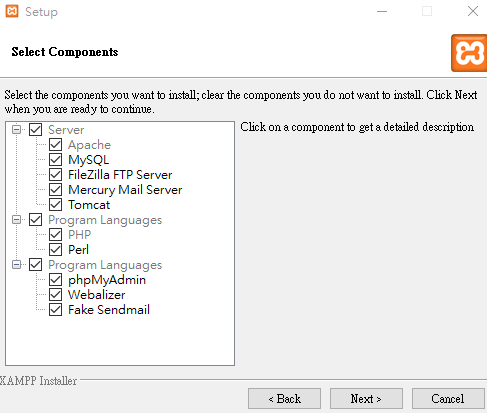 Setup
Select Components
Select the components you want to install; clear the components you do not want to install. Click Next
when you are ready to continue.
Server
Apache
MySQL
FileZilla FTP Server
Mercury Mail Server
Tomcat
Program Languages
PHP
Perl
Program Languages
phpMyAdmin
Webalizer
Fake Sendmail
Click on a component to get a detailed description
XAMPP Installer
< Back
Next >
Cancel